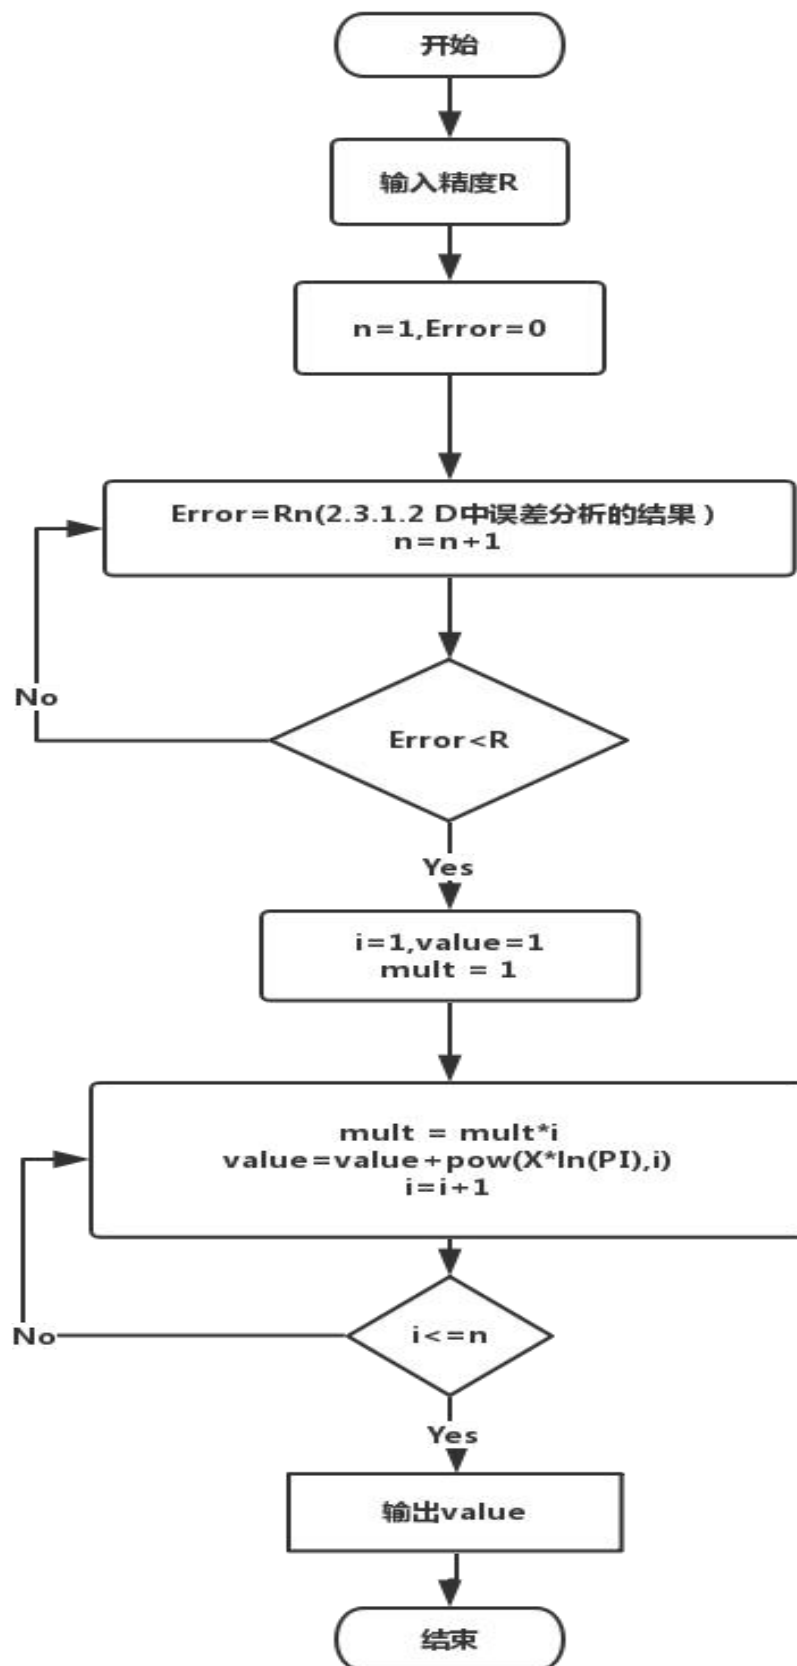 开始
输入精度R
n=1,Error=0
Error=Rn(2.3.1.2 D中误差分析的结果）
n=n+1
No
Error<R
Yes
i=1,value=1
mult = 1
mult = mult*i
value=value+pow(X*ln(PI),i)
i=i+1
No
i<=n
Yes
输出value
结束